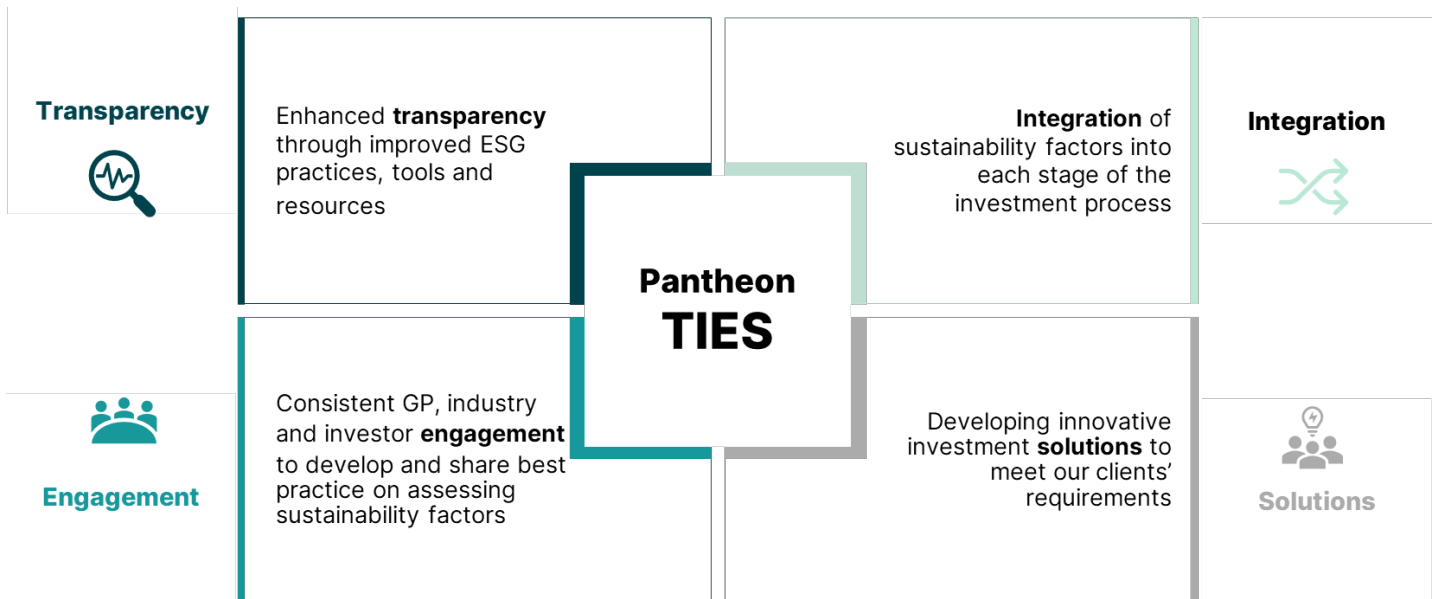 Transparency
Enhanced transparency
through improved ESG
practices, tools and
resources
Integration of
sustainability factors into
each stage of the
investment process
Integration
Pantheon
TIES
Engagement
Consistent GP, industry
and investor engagement
to develop and share best
practice on assessing
sustainability factors
Developing innovative
investment solutions to
meet our clients’
requirements
Solutions